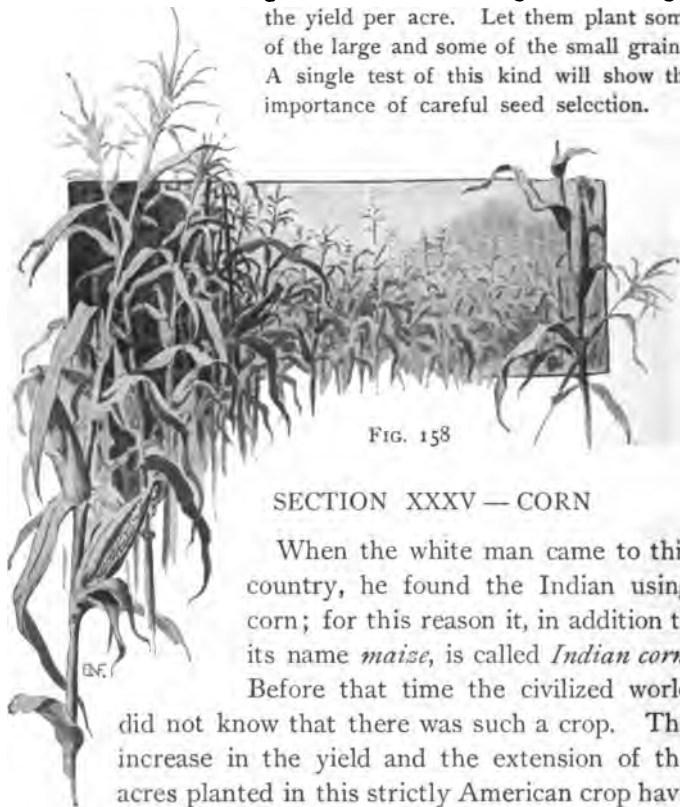 the yield per acre. Let them plant som
of the large and some of the small grain
A single test of this kind will show th
importance of careful seed selection.
FIG. 158
SECTION XXXV — CORN
When the white man came to thi
country, he found the Indian using
corn; for this reason it, in addition t
its name maize, is called Indian corn
Before that time the civilized worl
did not know that there was such a crop. Th
increase in the yield and the extension of th
acres planted in this strictly American crop hav